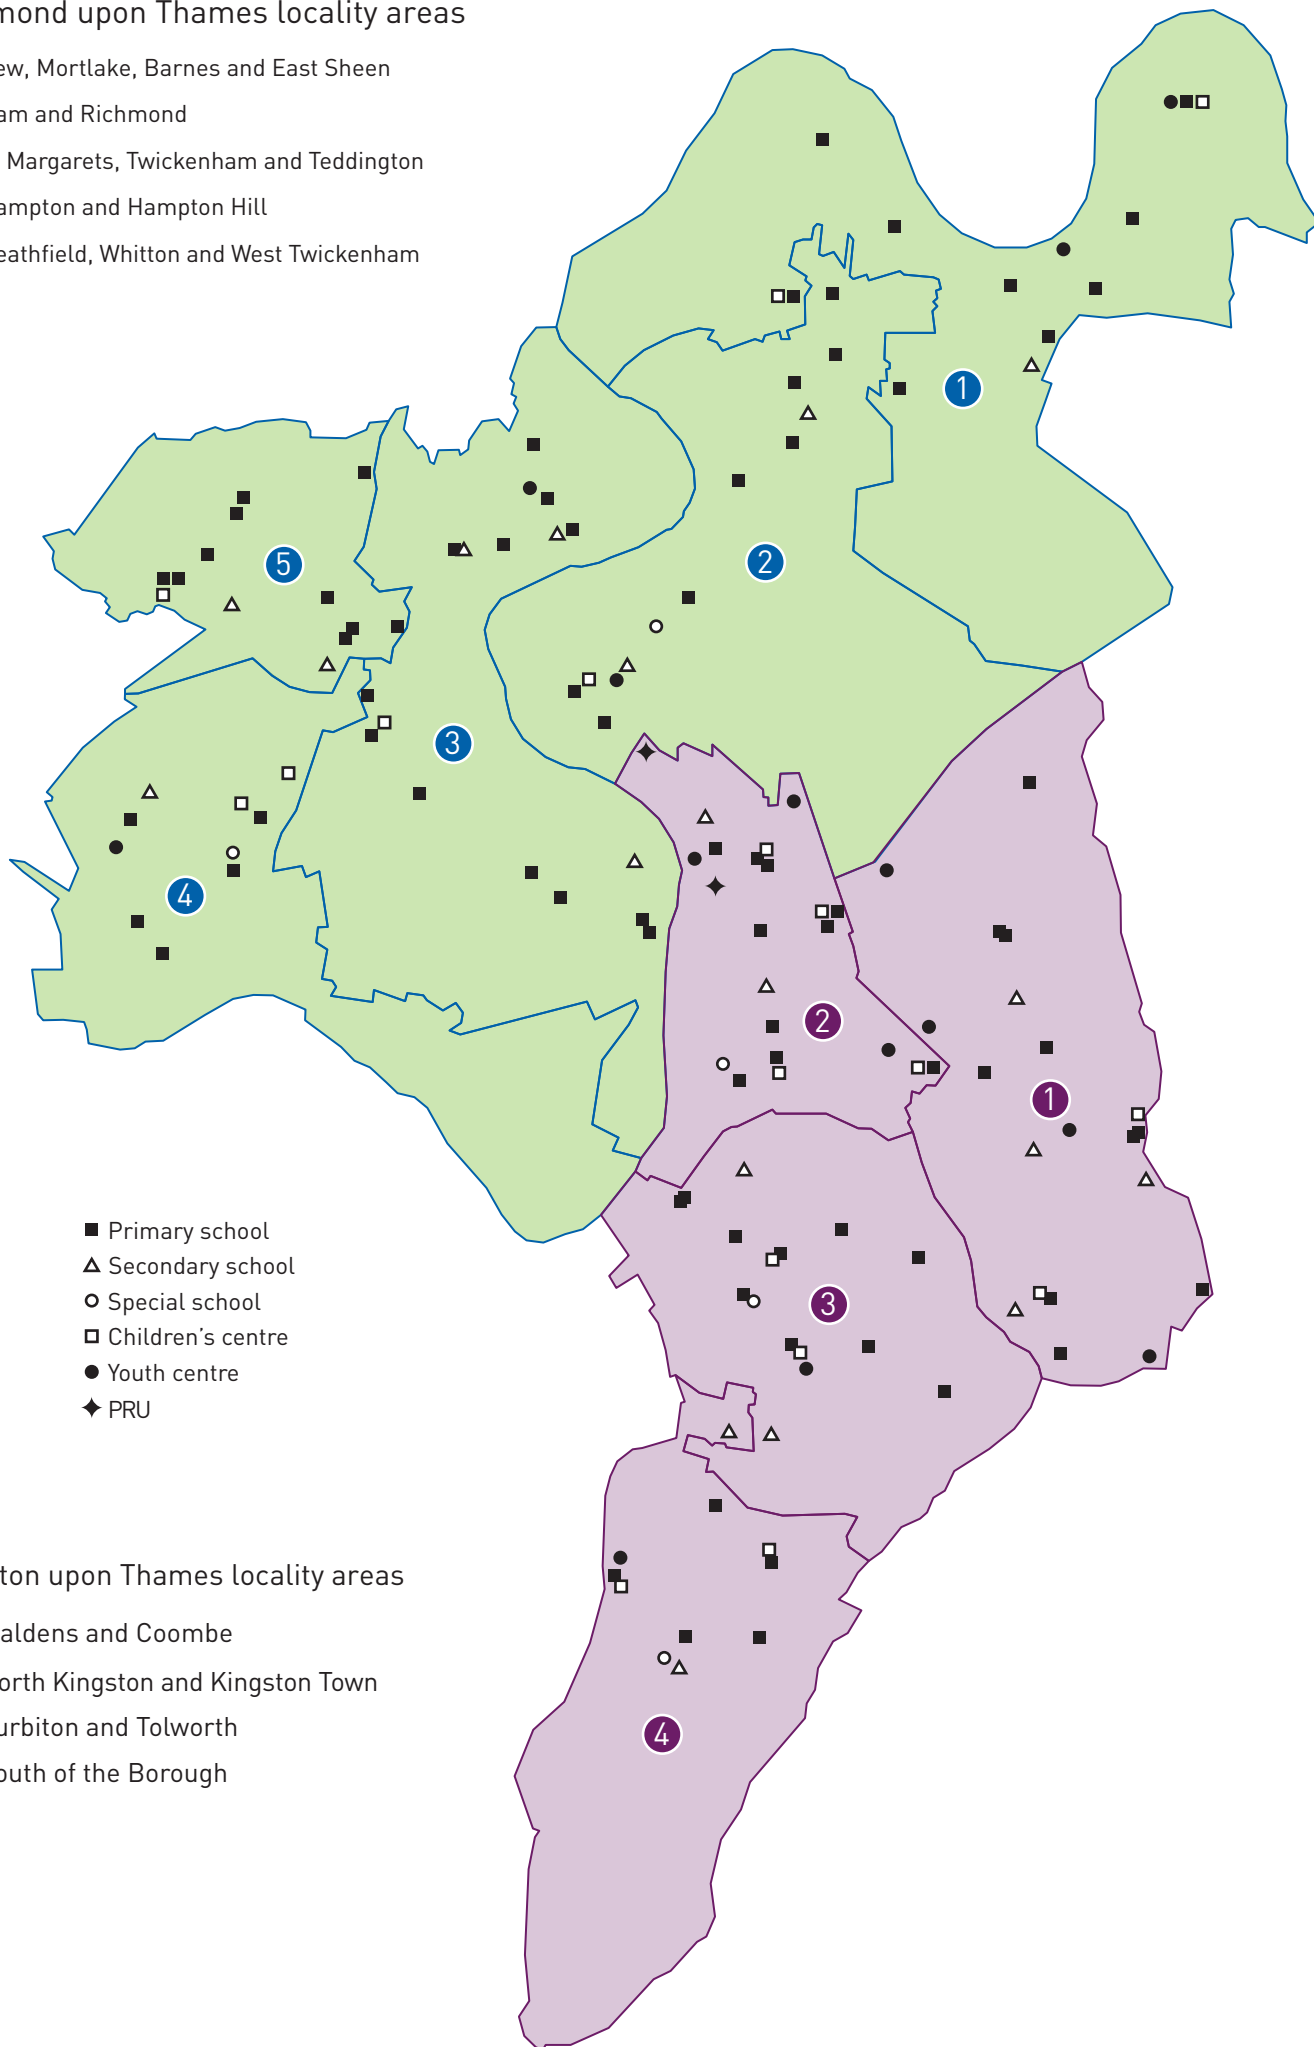 mond upon Thames locality areas
ew, Mortlake, Barnes and East Sheen
am and Richmond
Margarets, Twickenham and Teddington
ampton and Hampton Hill
eathfield, Whitton and West Twickenham
1
5
2
3
4
2
1
3
4
Primary school
Secondary school
Special school
Children's centre
Youth centre
PRU
ton upon Thames locality areas
aldens and Coombe
orth Kingston and Kingston Town
urbiton and Tolworth
outh of the Borough